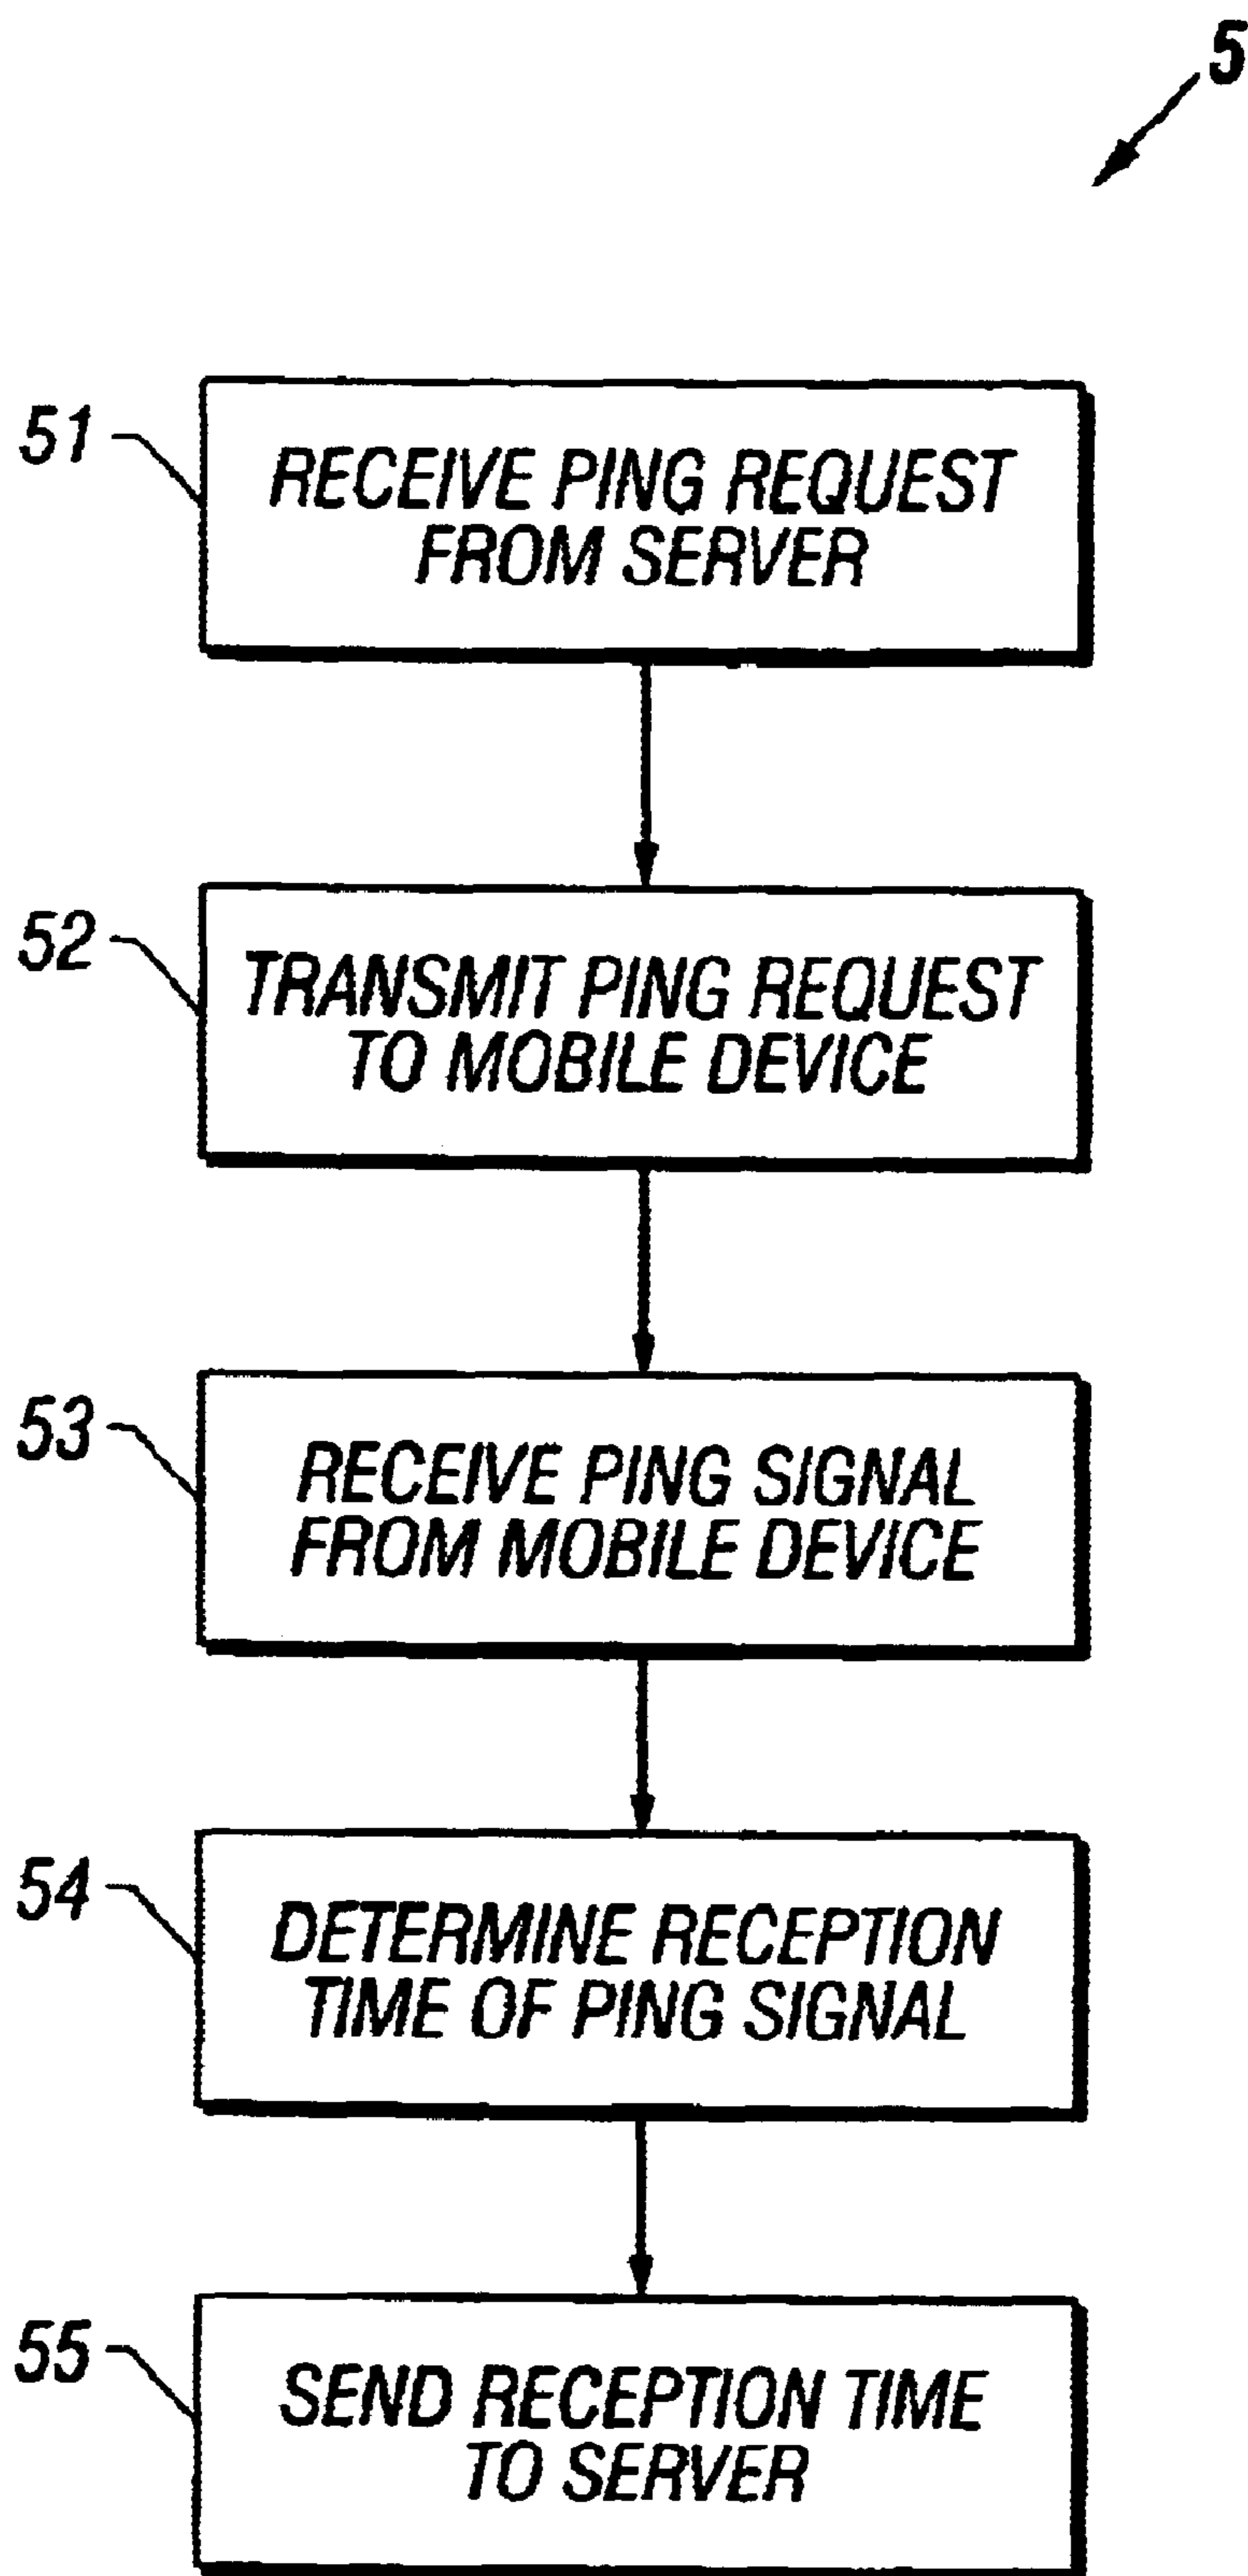 5
51
RECEIVE PING REQUEST
FROM SERVER
52
TRANSMIT PING REQUEST
TO MOBILE DEVICE
53
RECEIVE PING SIGNAL
FROM MOBILE DEVICE
54
DETERMINE RECEPTION
TIME OF PING SIGNAL
55
SEND RECEPTION TIME
TO SERVER